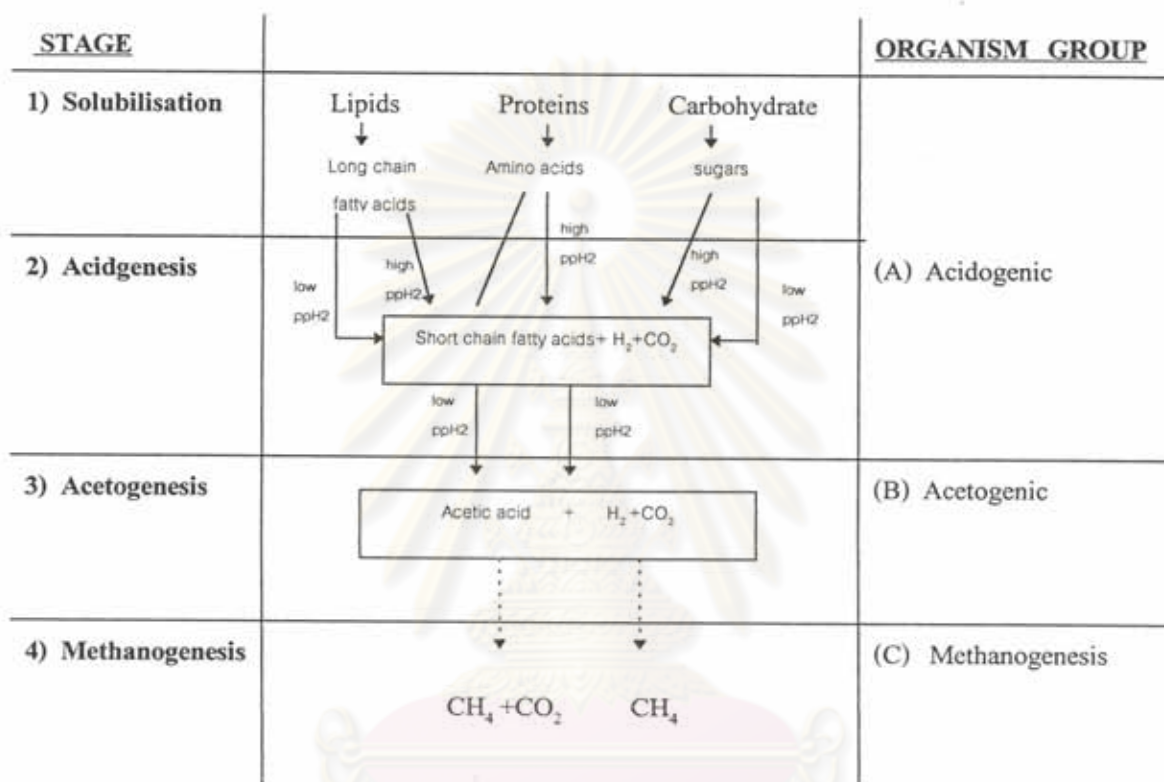 STAGE
ORGANISM GROUP
1) Solubilisation
Lipids Proteins Carbohydrate
Long chain Amino acids sugars
fatty acids
high
ppH2
2) Acidgenesis
(A) Acidogenic
high
ppH2
high
ppH2
low
ppH2
low
ppH2
Short chain fatty acids+ H₂+CO₂
low
ppH2
low
ppH2
3) Acetogenesis
(B) Acetogenic
Acetic acid + H₂+CO₂
4) Methanogenesis
(C) Methanogenesis
CH₄ +CO₂ CH₄